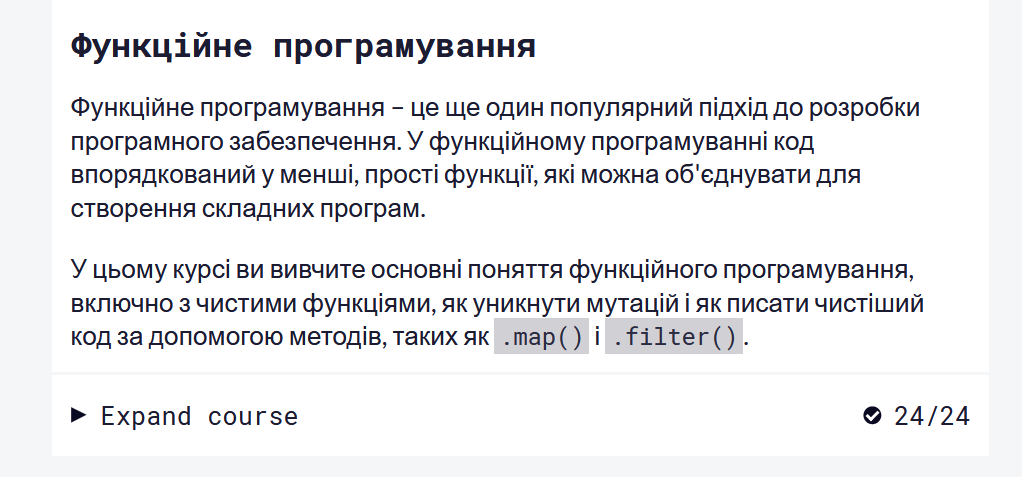 Функційне програмування
Функційне програмування – це ще один популярний підхід до розробки
програмного забезпечення. У функційному програмуванні код
впорядкований у менші, прості функції, які можна об'єднувати для
створення складних програм.
У цьому курсі ви вивчите основні поняття функційного програмування,
включно з чистими функціями, як уникнути мутацій і як писати чистіший
код за допомогою методів, таких як .map() і .filter().
Expand course 24/24